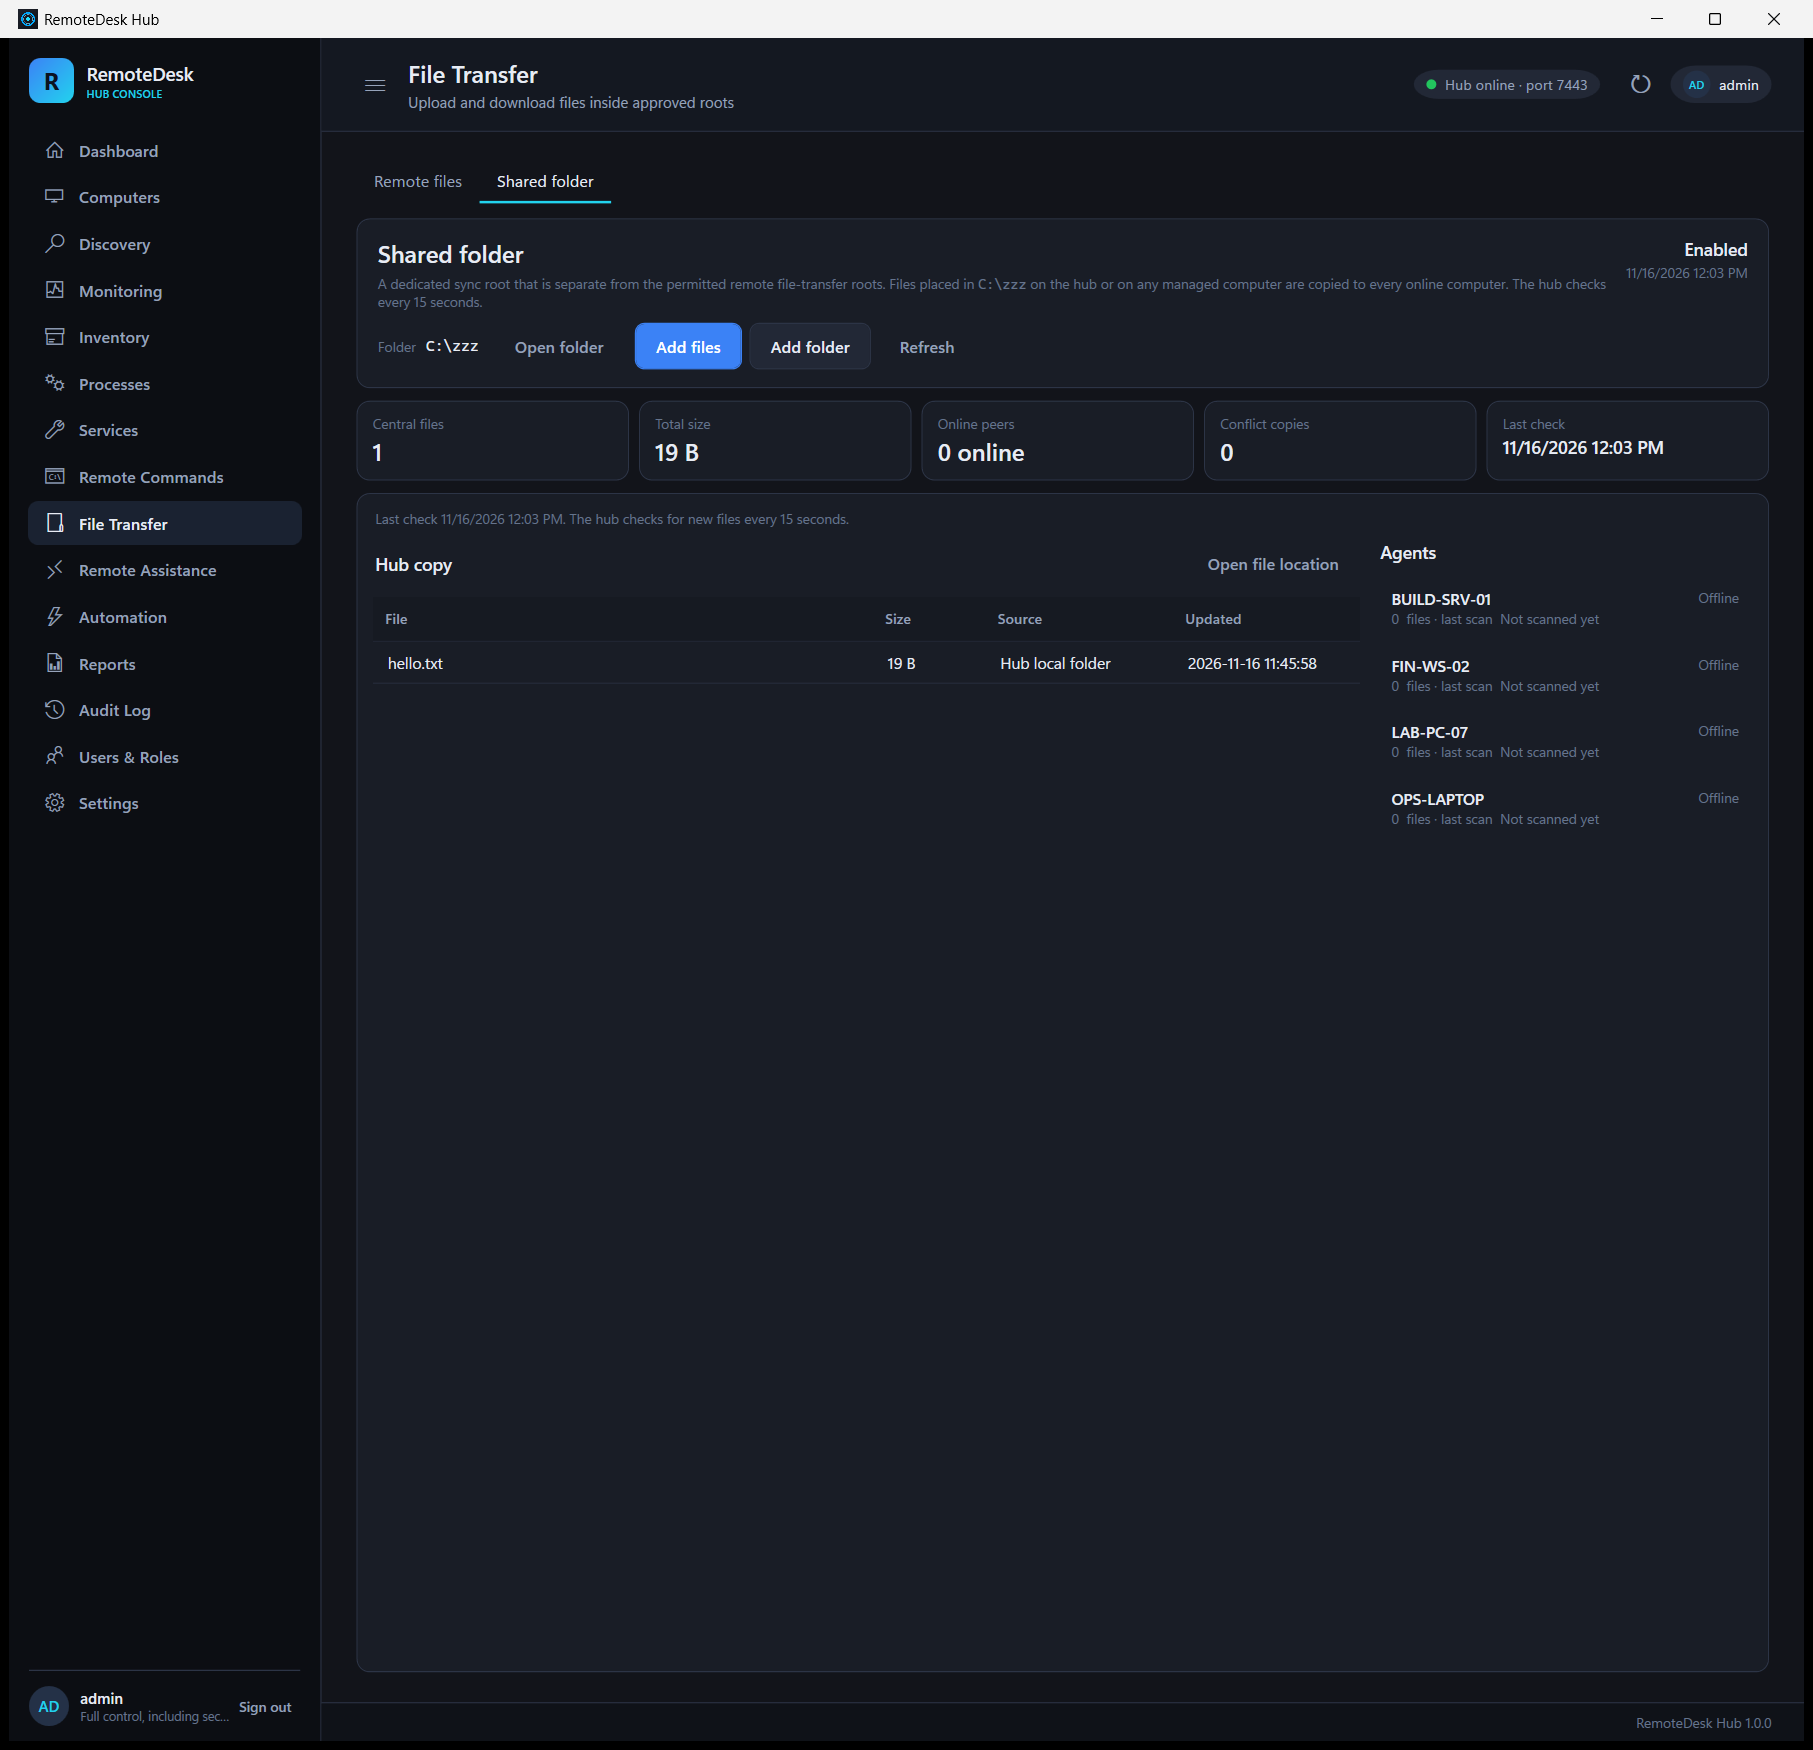 RemoteDesk Hub
R
RemoteDesk
HUB CONSOLE
Dashboard
Computers
Discovery
Monitoring
Inventory
Processes
Services
Remote Commands
File Transfer
Remote Assistance
Automation
Reports
Audit Log
Users & Roles
Settings
AD
admin
Full control, including sec...
Sign out
File Transfer
Upload and download files inside approved roots
Hub online · port 7443
AD
admin
Remote files
Shared folder
Shared folder
A dedicated sync root that is separate from the permitted remote file-transfer roots. Files placed in C:\zzz on the hub or on any managed computer are copied to every online computer. The hub checks
every 15 seconds.
Enabled
11/16/2026 12:03 PM
Folder C:\zzz
Open folder
Add files
Add folder
Refresh
Central files
1
Total size
19 B
Online peers
0 online
Conflict copies
0
Last check
11/16/2026 12:03 PM
Last check 11/16/2026 12:03 PM. The hub checks for new files every 15 seconds.
Hub copy
Open file location
File Size Source Updated
hello.txt 19 B Hub local folder 2026-11-16 11:45:58
Agents
BUILD-SRV-01 Offline
0 files · last scan Not scanned yet
FIN-WS-02 Offline
0 files · last scan Not scanned yet
LAB-PC-07 Offline
0 files · last scan Not scanned yet
OPS-LAPTOP Offline
0 files · last scan Not scanned yet
RemoteDesk Hub 1.0.0